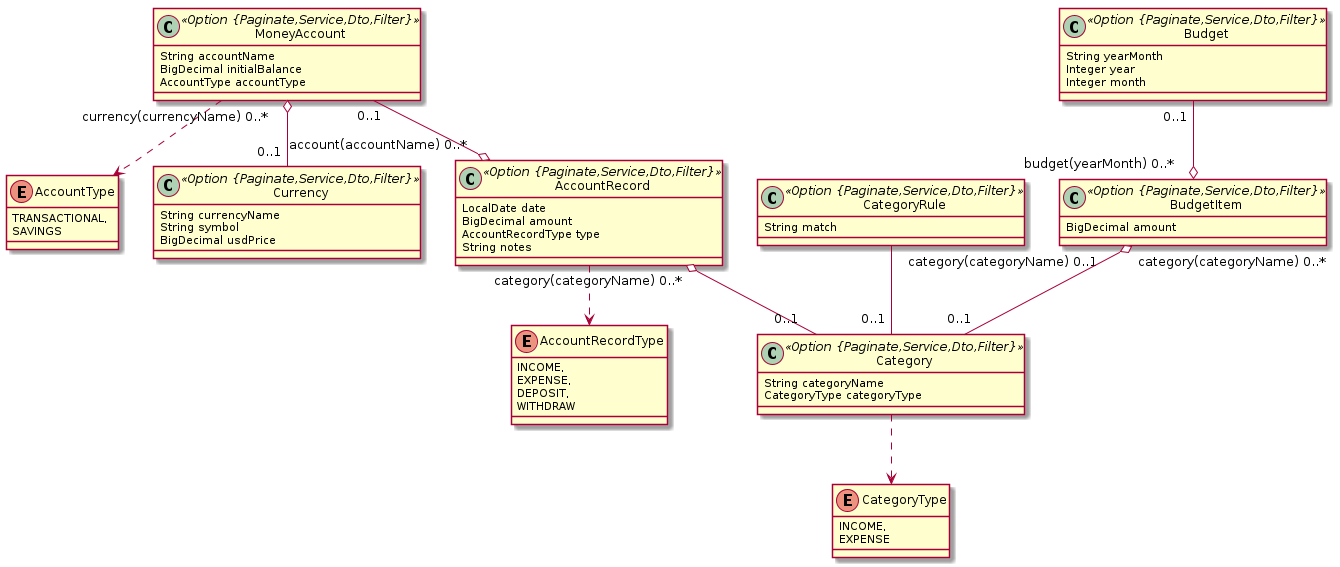 C «Option {Paginate,Service,Dto,Filter}»
MoneyAccount
String accountName
BigDecimal initialBalance
AccountType accountType
C «Option {Paginate,Service,Dto,Filter}»
Budget
String yearMonth
Integer year
Integer month
currency(currencyName) 0..*
0..1
0..1
0..1
account(accountName) 0..*
budget(yearMonth) 0..*
E AccountType
TRANSACTIONAL,
SAVINGS
C «Option {Paginate,Service,Dto,Filter}»
Currency
String currencyName
String symbol
BigDecimal usdPrice
C «Option {Paginate,Service,Dto,Filter}»
AccountRecord
LocalDate date
BigDecimal amount
AccountRecordType type
String notes
C «Option {Paginate,Service,Dto,Filter}»
CategoryRule
String match
C «Option {Paginate,Service,Dto,Filter}»
BudgetItem
BigDecimal amount
category(categoryName) 0..*
category(categoryName) 0..1
category(categoryName) 0..*
0..1
0..1
0..1
E AccountRecordType
INCOME,
EXPENSE,
DEPOSIT,
WITHDRAW
C «Option {Paginate,Service,Dto,Filter}»
Category
String categoryName
CategoryType categoryType
E CategoryType
INCOME,
EXPENSE